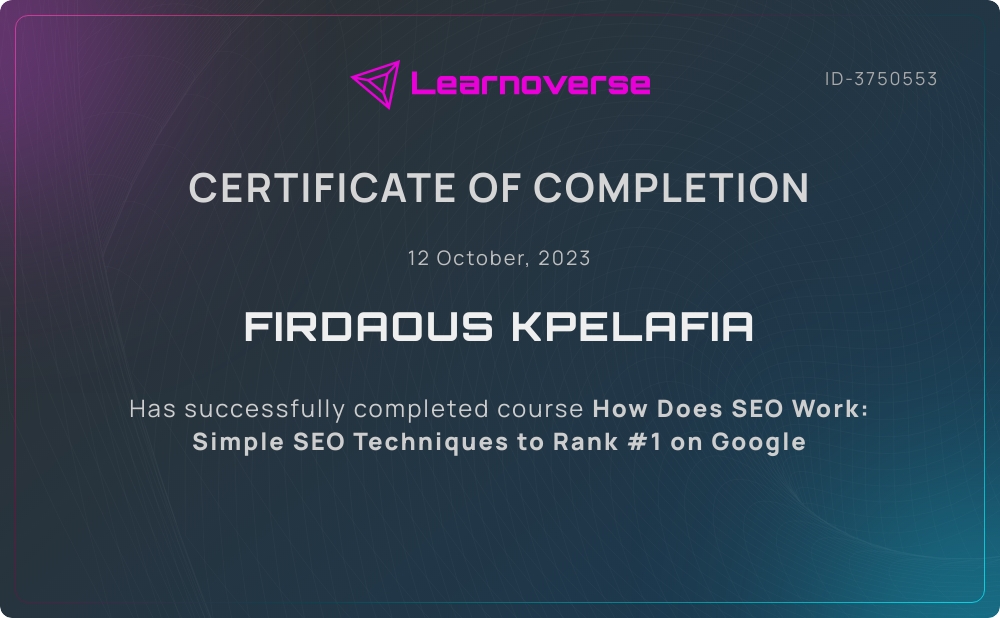 Learnoverse
ID-3750553
CERTIFICATE OF COMPLETION
12 October, 2023
FIRDAOUS KPELAFIA
Has successfully completed course How Does SEO Work:
Simple SEO Techniques to Rank #1 on Google